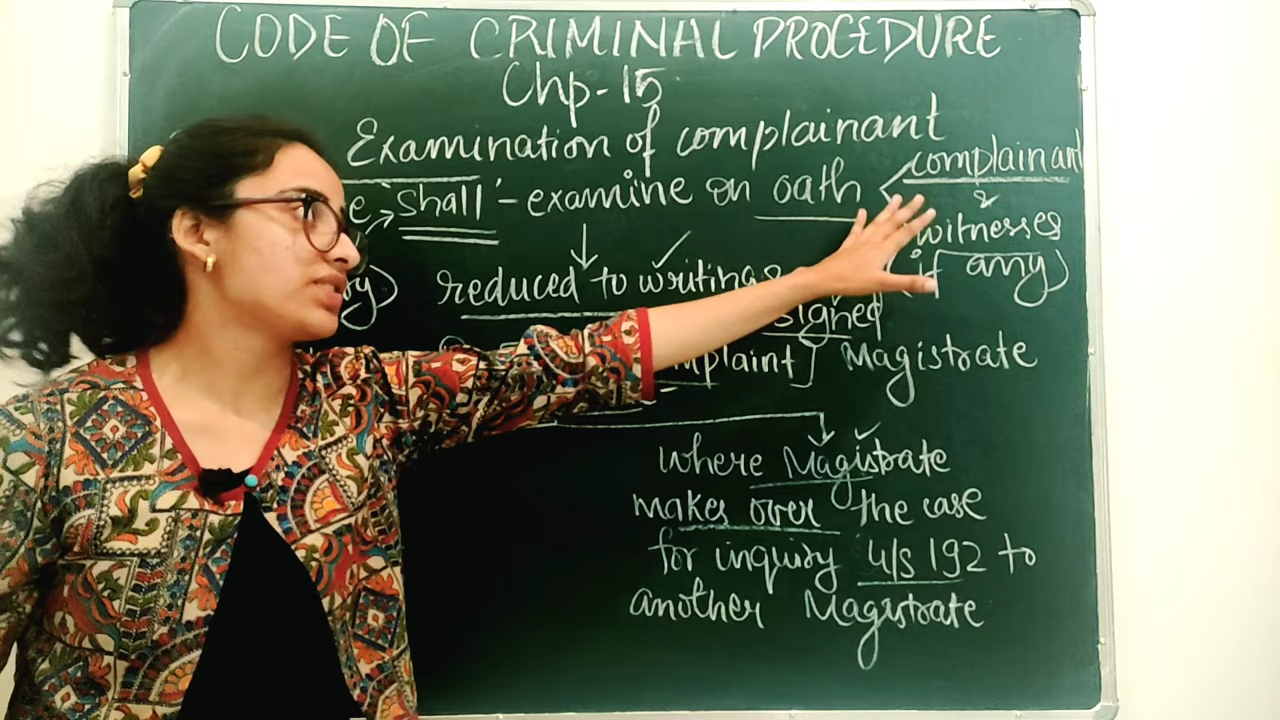 CODE OF CRIMINAL PROCEDURE
Chp-15
Examination of complainant
shall - examine on oath
complainant
&
witnesses
(if any)
reduced to writing
signed
Magistrate
where Magistrate
makes over the case
for inquiry u/s 192 to
another Magistrate